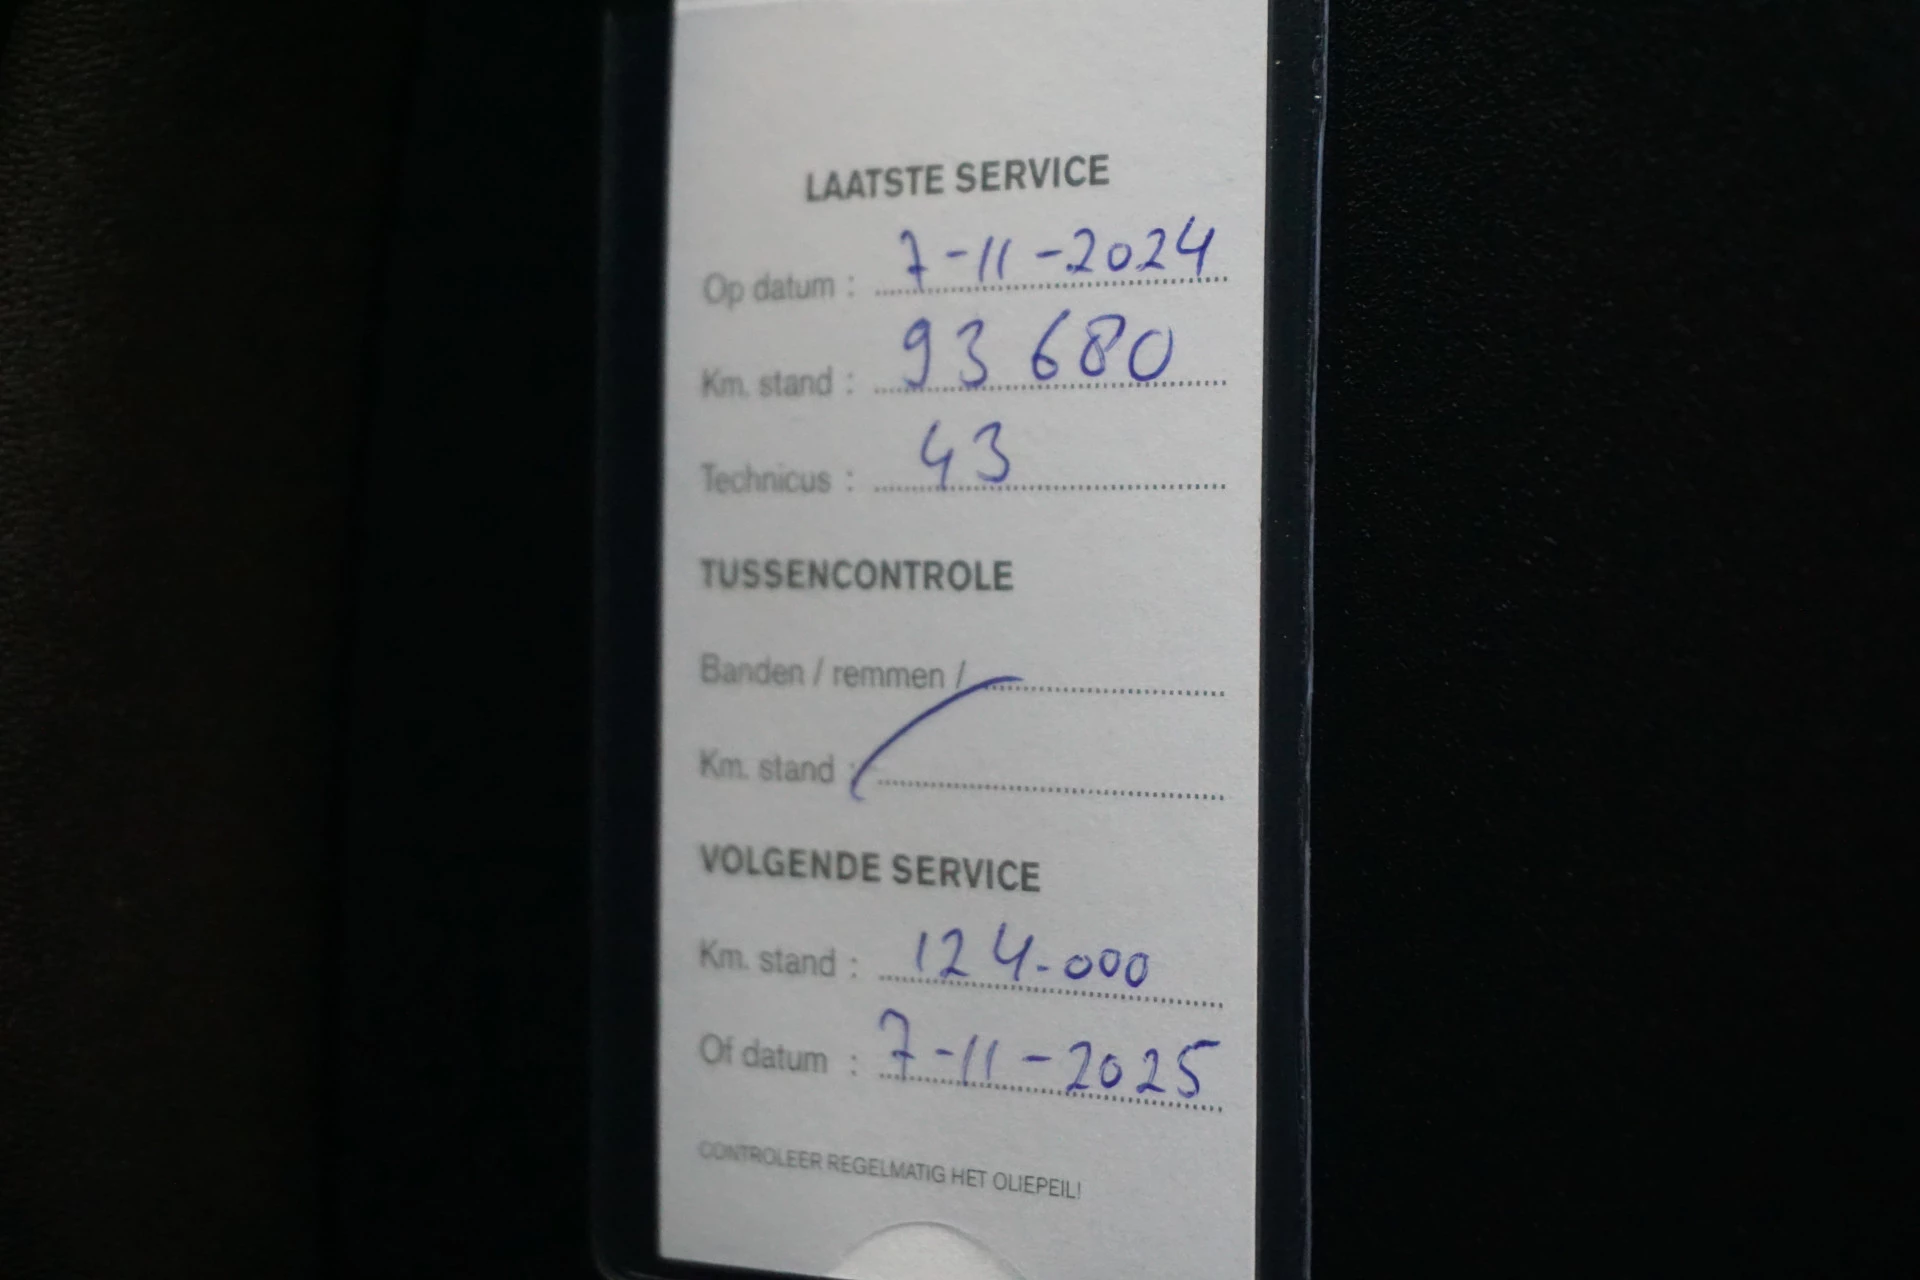 LAATSTE SERVICE
Op datum : 7-11-2024
Km. stand : 93 680
Technicus : 43
TUSSENCONTROLE
Banden / remmen /
Km. stand :
VOLGENDE SERVICE
Km. stand : 124.000
Of datum : 7-11-2025
CONTROLEER REGELMATIG HET OLIEPEIL!